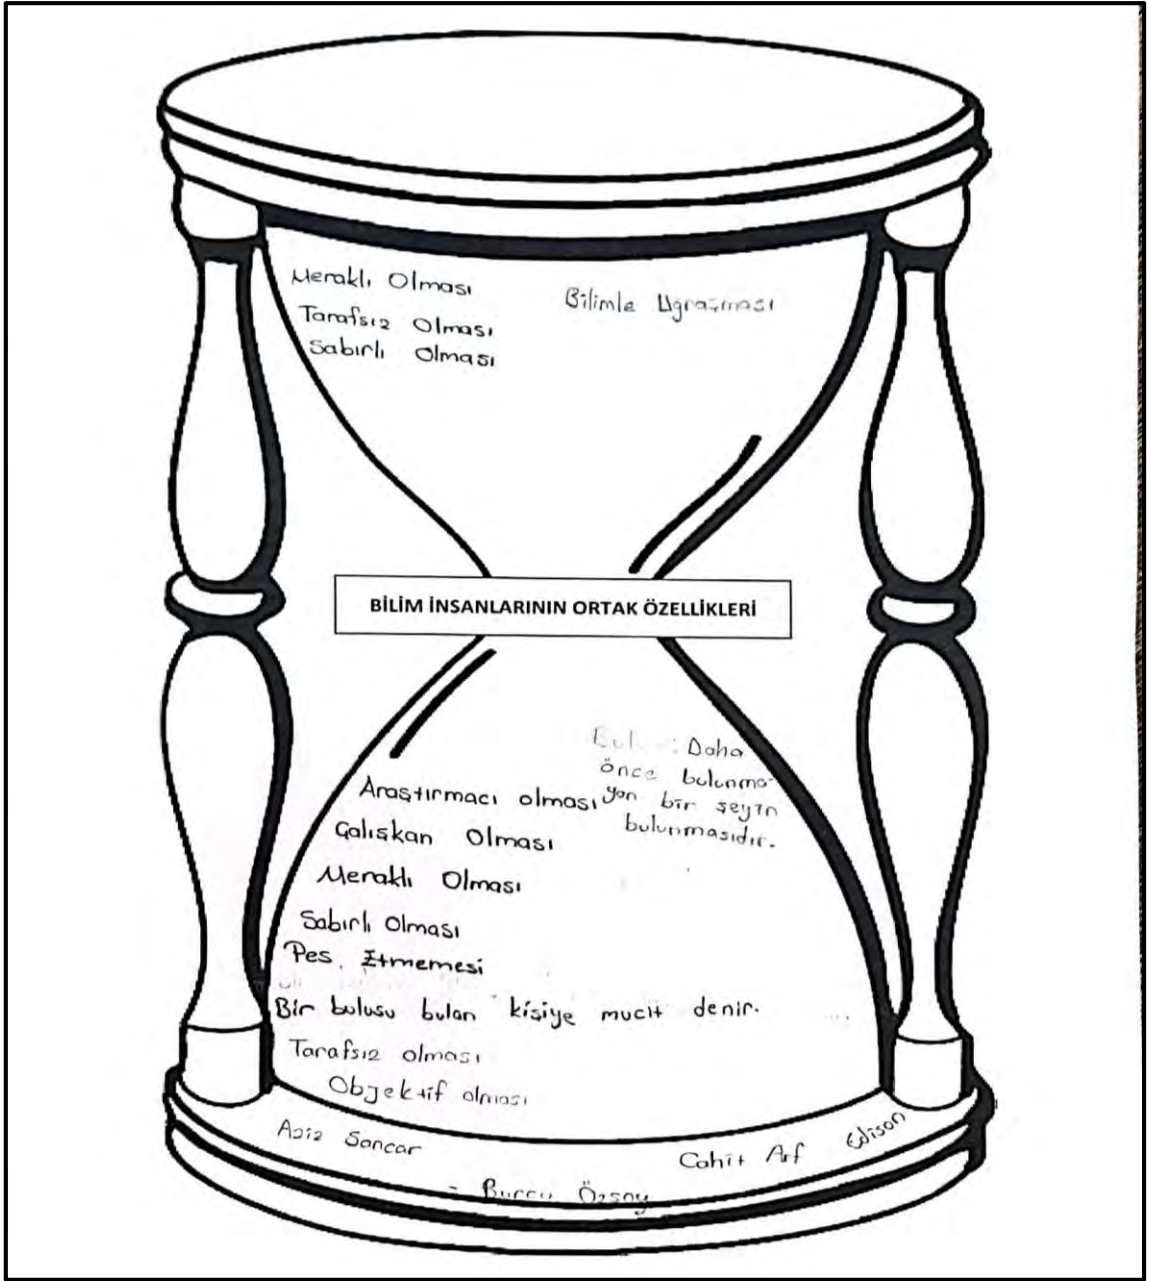 Meraklı Olması
Bilimle Uğraşması
Tarafsız Olması
Sabırlı Olması
BİLİM İNSANLARININ ORTAK ÖZELLİKLERİ
Daha
önce bulunma-
yan bir şeyin
bulunmasıdır.
Araştırmacı olması
Çalışkan Olması
Meraklı Olması
Sabırlı Olması
Pes Etmemesi
Bir buluşu bulan kişiye mucit denir.
Tarafsız olması
Objektif olması
Aziz Sancar
Cahit Arf
Edison
- Burcu Özsoy